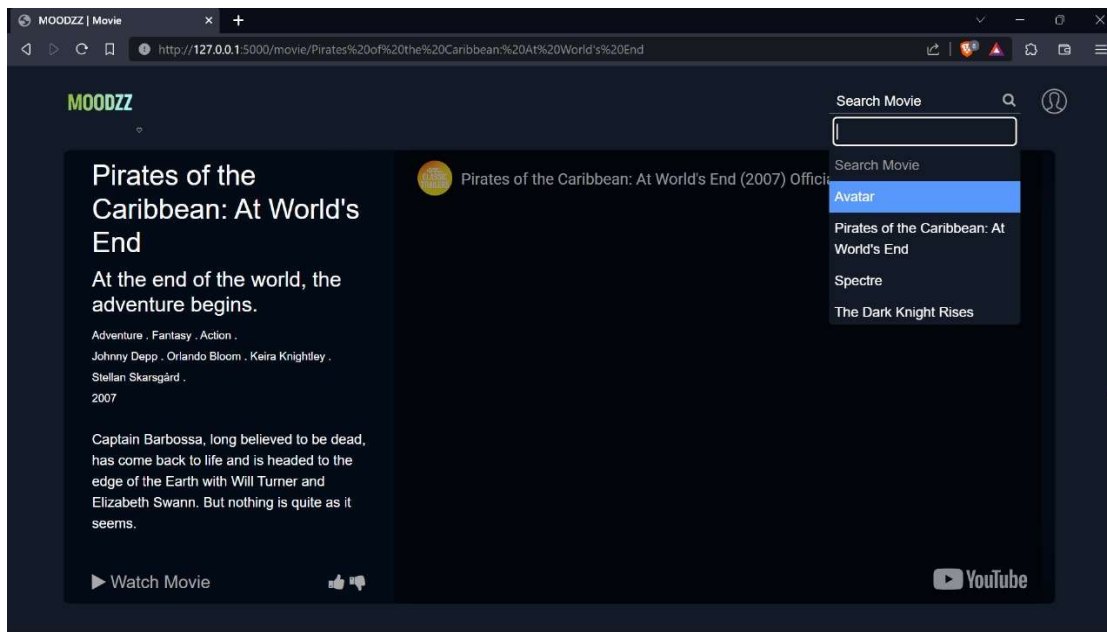 MOODZZ | Movie
http://127.0.0.1:5000/movie/Pirates%20of%20the%20Caribbean:%20At%20World's%20End
MOODZZ
Search Movie
Search Movie
Avatar
Pirates of the Caribbean: At
World's End
Spectre
The Dark Knight Rises
Pirates of the
Caribbean: At World's
End
At the end of the world, the
adventure begins.
Adventure . Fantasy . Action .
Johnny Depp . Orlando Bloom . Keira Knightley .
Stellan Skarsgård .
2007
Captain Barbossa, long believed to be dead,
has come back to life and is headed to the
edge of the Earth with Will Turner and
Elizabeth Swann. But nothing is quite as it
seems.
Watch Movie
Pirates of the Caribbean: At World's End (2007) Officia
YouTube